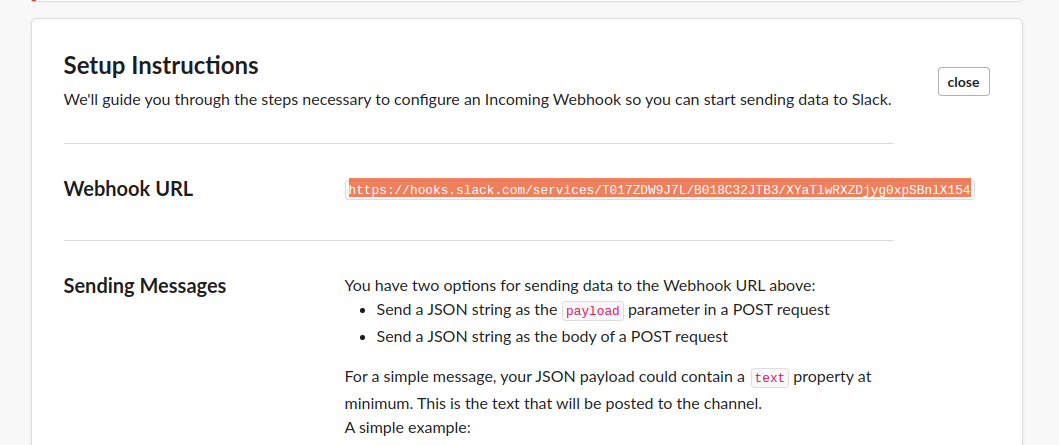 Setup Instructions
close
We'll guide you through the steps necessary to configure an Incoming Webhook so you can start sending data to Slack.
Webhook URL
https://hooks.slack.com/services/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
Sending Messages
You have two options for sending data to the Webhook URL above:
• Send a JSON string as the payload parameter in a POST request
• Send a JSON string as the body of a POST request
For a simple message, your JSON payload could contain a text property at
minimum. This is the text that will be posted to the channel.
A simple example: